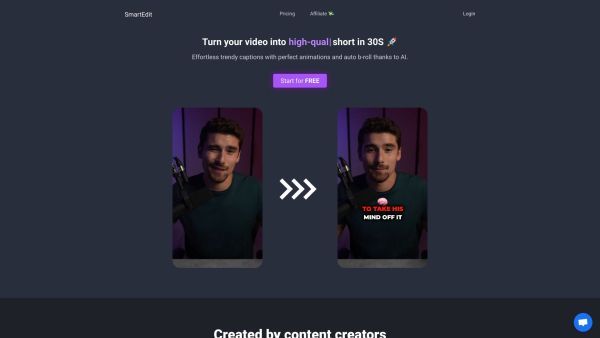 SmartEdit
Pricing
Affiliate 💸
Login
Turn your video into high-qual| short in 30S 🚀
Effortless trendy captions with perfect animations and auto b-roll thanks to AI.
Start for FREE
TO TAKE HIS
MIND OFF IT
Created by content creators